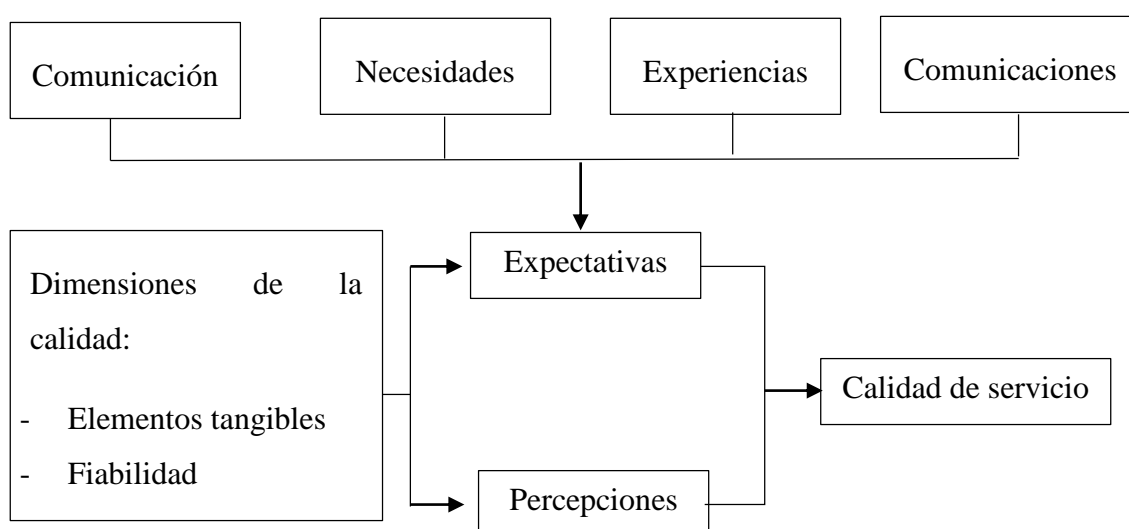 Comunicación
Necesidades
Experiencias
Comunicaciones
Dimensiones de la
calidad:
- Elementos tangibles
- Fiabilidad
Expectativas
Percepciones
Calidad de servicio